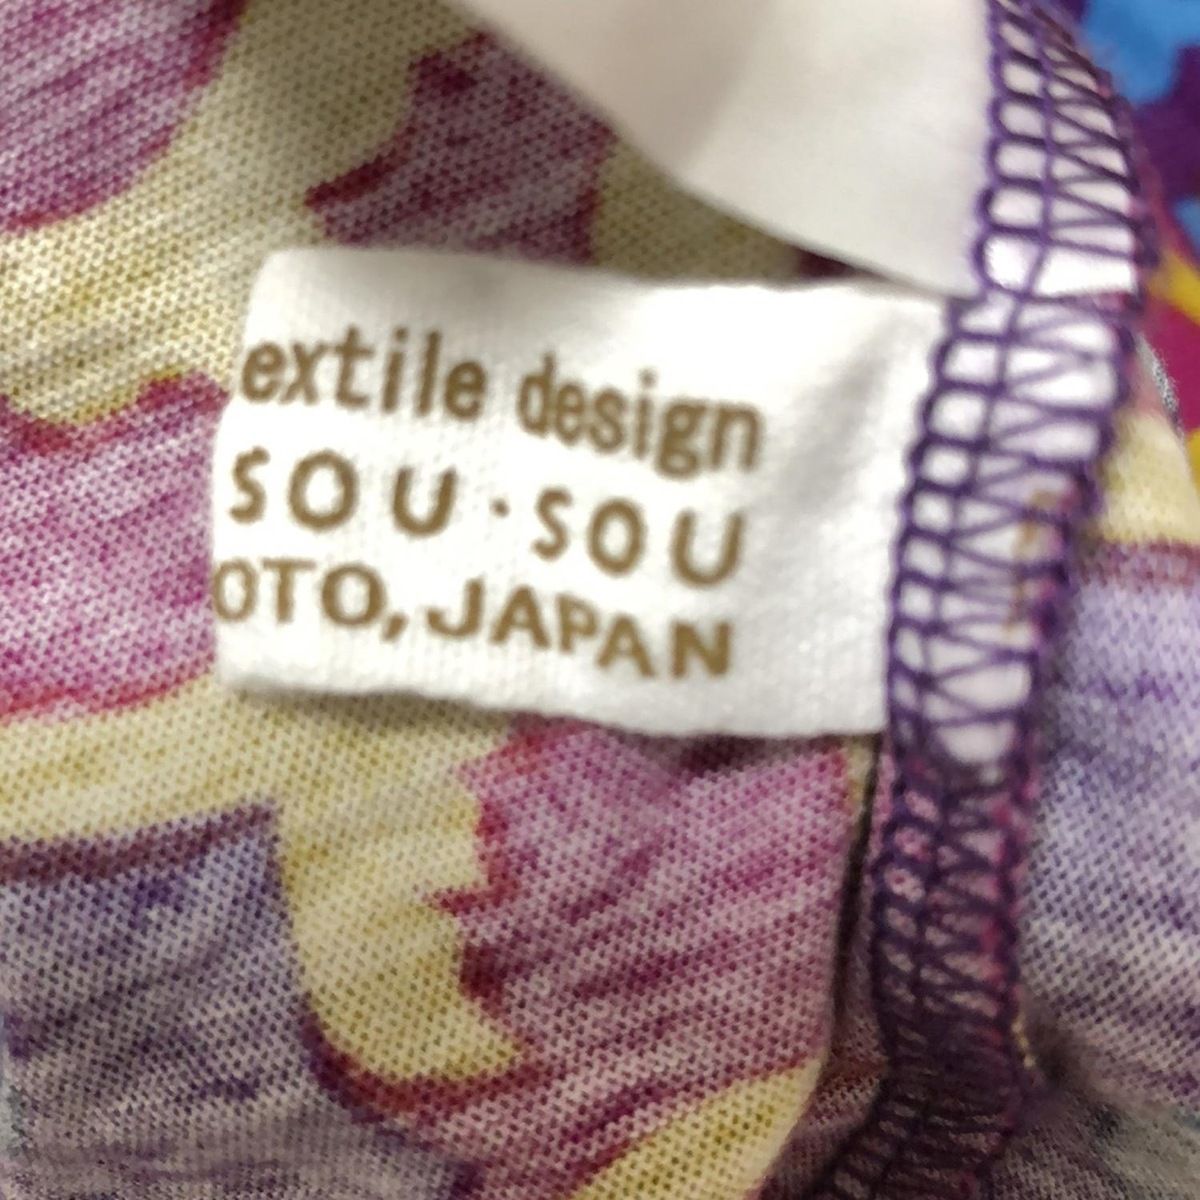 extile design
SOU·SOU
OTO, JAPAN